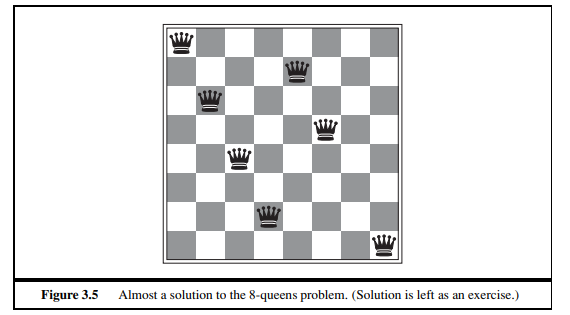 Figure 3.5 Almost a solution to the 8-queens problem. (Solution is left as an exercise.)